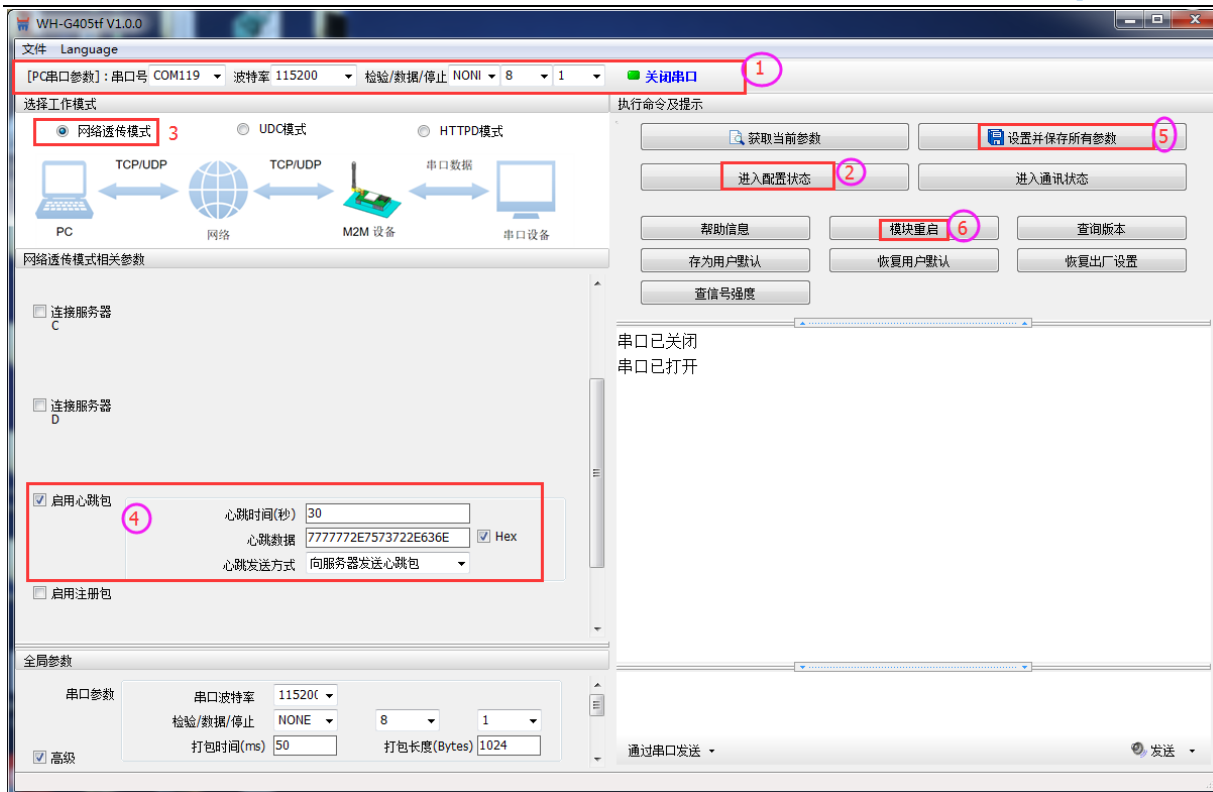 WH-G405tf V1.0.0
文件 Language
[PC串口参数]：串口号 COM119 波特率 115200 检验/数据/停止 NONI 8 1 关闭串口 1
选择工作模式
网络透传模式 3 UDC模式 HTTPD模式
TCP/UDP TCP/UDP 串口数据
PC 网络 M2M 设备 串口设备
网络透传模式相关参数
连接服务器
C
连接服务器
D
启用心跳包
4
心跳时间(秒) 30
心跳数据 7777772E7573722E636E Hex
心跳发送方式 向服务器发送心跳包
启用注册包
全局参数
串口参数 串口波特率 11520(
检验/数据/停止 NONE 8 1
打包时间(ms) 50 打包长度(Bytes) 1024
高级
执行命令及提示
获取当前参数 设置并保存所有参数 5
进入配置状态 2 进入通讯状态
帮助信息 模块重启 6 查询版本
存为用户默认 恢复用户默认 恢复出厂设置
查信号强度
串口已关闭
串口已打开
通过串口发送 发送